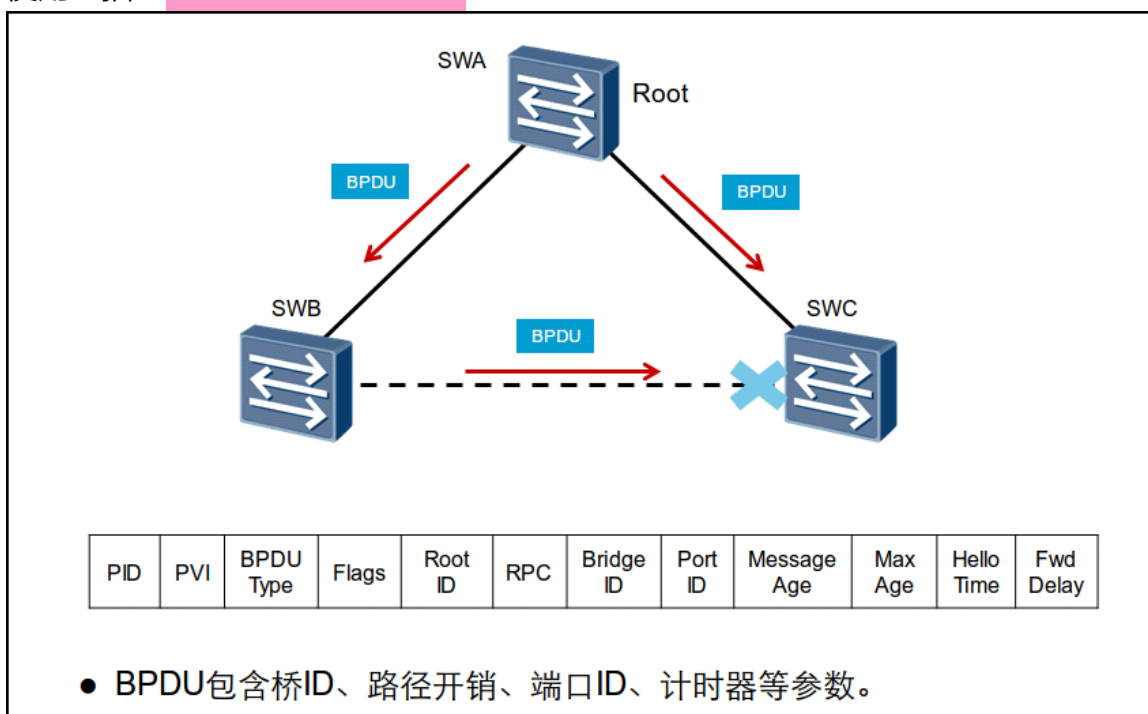 SWA
Root
BPDU
BPDU
SWB
SWC
BPDU
PID PVI BPDU Type Flags Root ID RPC Bridge ID Port ID Message Age Max Age Hello Time Fwd Delay
● BPDU包含桥ID、路径开销、端口ID、计时器等参数。